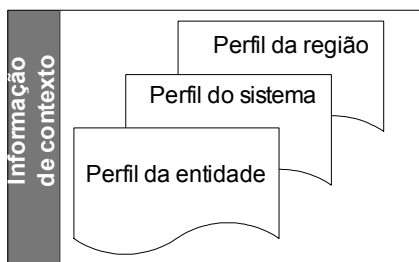 Informação
de contexto
Perfil da região
Perfil do sistema
Perfil da entidade